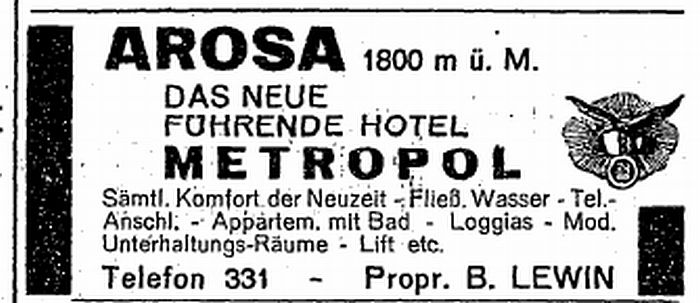 AROSA 1800 m ü. M.
DAS NEUE
FÜHRENDE HOTEL
METROPOL
Sämtl. Komfort der Neuzeit - Fließ. Wasser - Tel.-
Anschl. - Appartem. mit Bad - Loggias - Mod.
Unterhaltungs-Räume - Lift etc.
Telefon 331 - Propr. B. LEWIN